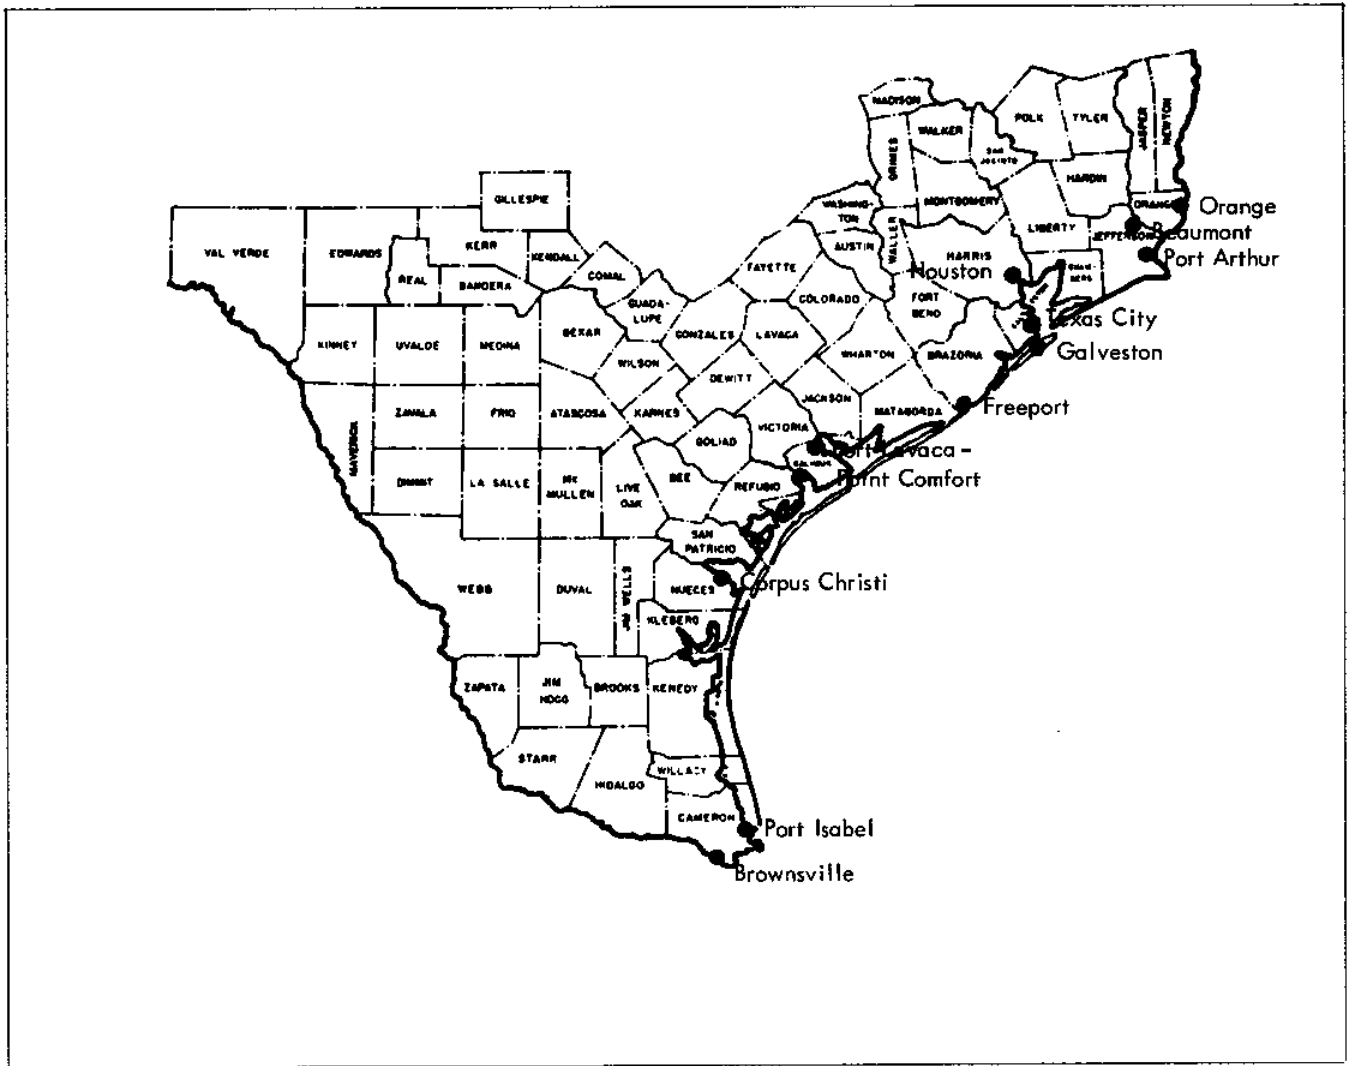 MADISON
WALKER
POLK
TYLER
JASPER
NEWTON
GRIMES
SAN
JACINTO
HARDIN
GILLESPIE
MONTGOMERY
WASHING-
TON
ORANGE
Orange
VAL VERDE
EDWARDS
KERR
KENDALL
REAL
BANDERA
COMAL
FAYETTE
AUSTIN
WALLER
HARRIS
LIBERTY
JEFFERSON
Beaumont
Port Arthur
Houston
CHAM-
BERS
GUADA-
LUPE
COLORADO
FORT
BEND
Texas City
KINNEY
UVALDE
MEDINA
BEXAR
WILSON
GONZALES
LAVACA
WHARTON
BRAZORIA
Galveston
DEWITT
JACKSON
MATAGORDA
Freeport
MAVERICK
ZAVALA
FRIO
ATASCOSA
KARNES
GOLIAD
VICTORIA
CALHOUN
Port Lavaca -
Point Comfort
DIMMIT
LA SALLE
Mc
MULLEN
LIVE
OAK
BEE
REFUGIO
SAN
PATRICIO
WEBB
DUVAL
JIM WELLS
NUECES
Corpus Christi
KLEBERG
ZAPATA
JIM
HOGG
BROOKS
KENEDY
STARR
HIDALGO
WILLACY
CAMERON
Port Isabel
Brownsville